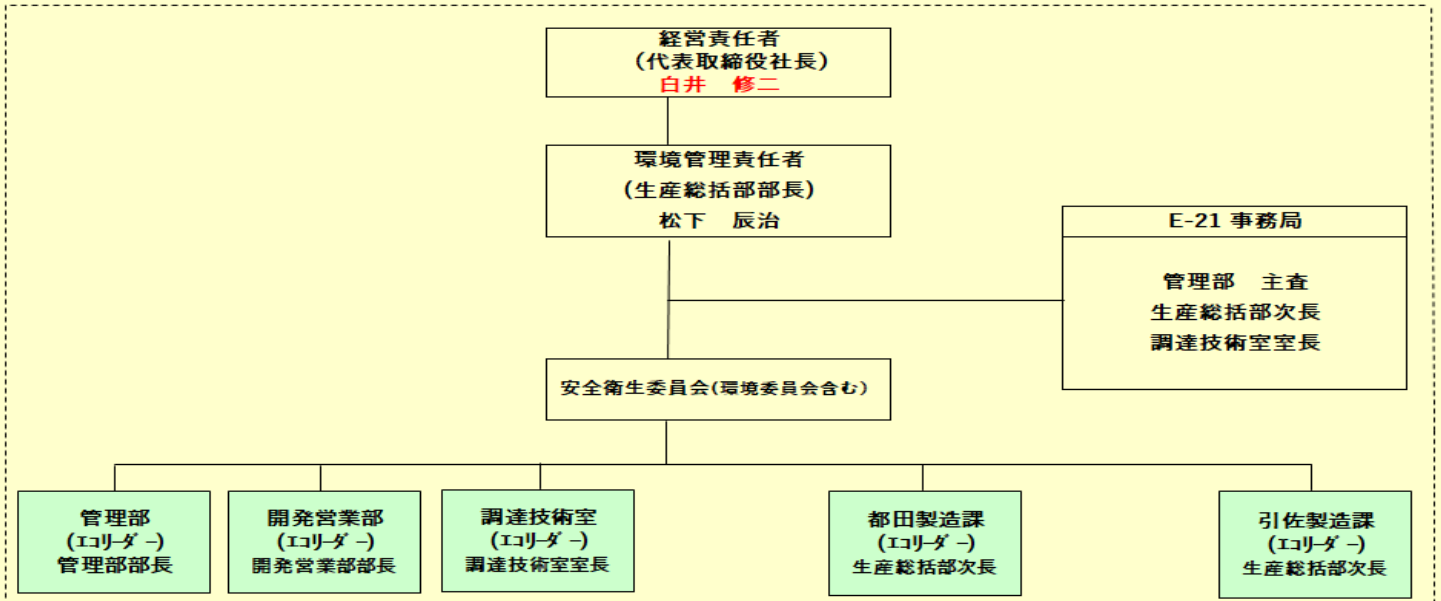 経営責任者
(代表取締役社長)
白井　修二
環境管理責任者
(生産総括部部長)
松下　辰治
E-21 事務局
管理部　主査
生産総括部次長
調達技術室室長
安全衛生委員会(環境委員会含む)
管理部
(ｴｺﾘｰﾀﾞｰ)
管理部部長
開発営業部
(ｴｺﾘｰﾀﾞｰ)
開発営業部部長
調達技術室
(ｴｺﾘｰﾀﾞｰ)
調達技術室室長
都田製造課
(ｴｺﾘｰﾀﾞｰ)
生産総括部次長
引佐製造課
(ｴｺﾘｰﾀﾞｰ)
生産総括部次長